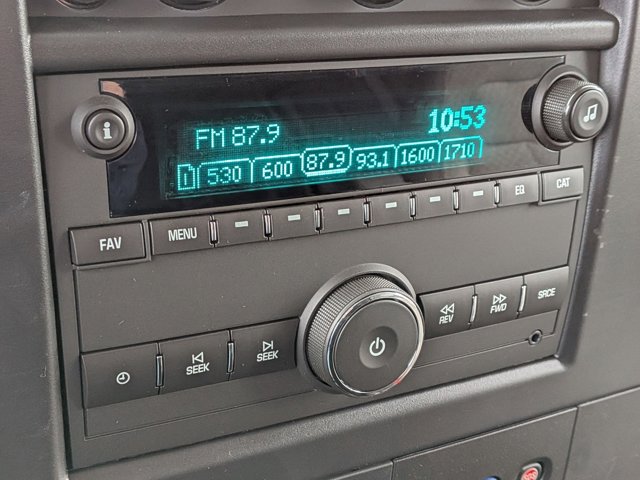 10:53
FM 87.9
1 530 600 87.9 93.1 1600 1710
FAV MENU EQ CAT
REV FWD SRCE
SEEK SEEK